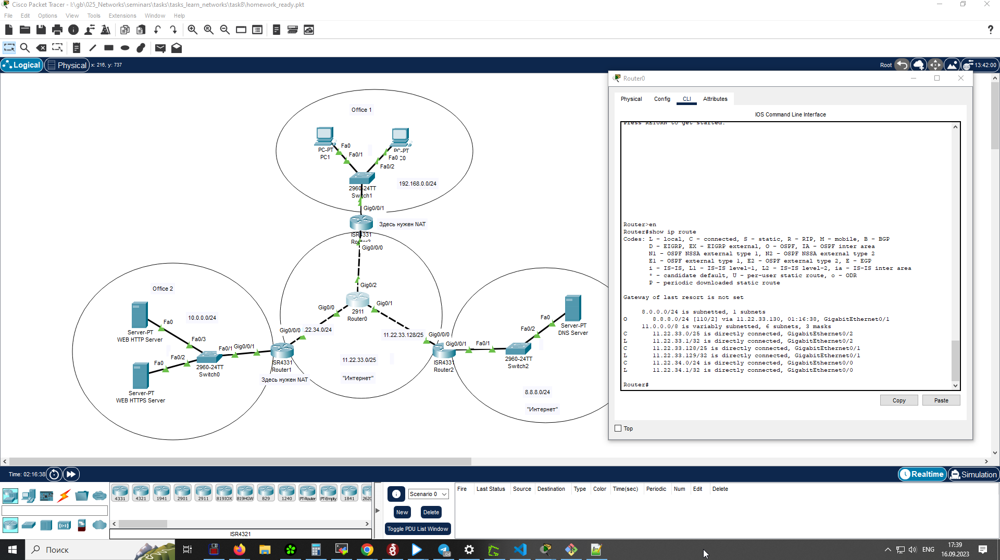 Cisco Packet Tracer - I:\gb\025_Networks\seminars\tasks\tasks_learn_networks\task8\homework_ready.pkt
File Edit Options View Tools Extensions Window Help
Logical Physical x: 216, y: 737
Root 13:42:00
Office 1
Fa0
PC-PT
PC1
Fa0/1
PC-PT
Fa0 C0
Fa0/2
192.168.0.0/24
2960-24TT
Switch1
Gig0/0/1
Здесь нужен NAT
ISR4331
Gig0/0/0
Gig0/2
Gig0/0
Gig0/1
2911
Router0
Office 2
10.0.0.0/24
Fa0
Server-PT
WEB HTTP Server
Fa0/3
Fa0/1 Gig0/0/1
Fa0/2
Fa0
2960-24TT
Switch0
Server-PT
WEB HTTPS Server
Gig0/0/0 .22.34.0/24
ISR4331
Router1
Здесь нужен NAT
11.22.33.128/25
11.22.33.0/25
"Интернет"
Gig0/0/0
Gig0/0/1
Fa0/1
ISR4331
Router2
2960-24TT
Switch2
Fa0/2
Fa0
Server-PT
DNS Server
8.8.8.0/24
"Интернет"
Router0
Physical Config CLI Attributes
IOS Command Line Interface
Press RETURN to get started.
Router>en
Router#show ip route
Codes: L - local, C - connected, S - static, R - RIP, M - mobile, B - BGP
D - EIGRP, EX - EIGRP external, O - OSPF, IA - OSPF inter area
N1 - OSPF NSSA external type 1, N2 - OSPF NSSA external type 2
E1 - OSPF external type 1, E2 - OSPF external type 2, E - EGP
i - IS-IS, L1 - IS-IS level-1, L2 - IS-IS level-2, ia - IS-IS inter area
* - candidate default, U - per-user static route, o - ODR
P - periodic downloaded static route
Gateway of last resort is not set
8.0.0.0/24 is subnetted, 1 subnets
O 8.8.8.0/24 [110/2] via 11.22.33.130, 01:16:38, GigabitEthernet0/1
11.0.0.0/8 is variably subnetted, 6 subnets, 3 masks
C 11.22.33.0/25 is directly connected, GigabitEthernet0/2
L 11.22.33.1/32 is directly connected, GigabitEthernet0/2
C 11.22.33.128/25 is directly connected, GigabitEthernet0/1
L 11.22.33.129/32 is directly connected, GigabitEthernet0/1
C 11.22.34.0/24 is directly connected, GigabitEthernet0/0
L 11.22.34.1/32 is directly connected, GigabitEthernet0/0
Router#
Copy Paste
Top
Time: 02:16:38
Realtime Simulation
4331 4321 1941 2901 2911 819IOX 819HGW 829 1240 PT-Router PT-Empty 1841 2620
ISR4321
Scenario 0
New Delete
Toggle PDU List Window
Fire Last Status Source Destination Type Color Time(sec) Periodic Num Edit Delete
Поиск
04
ENG
17:39
16.09.2023